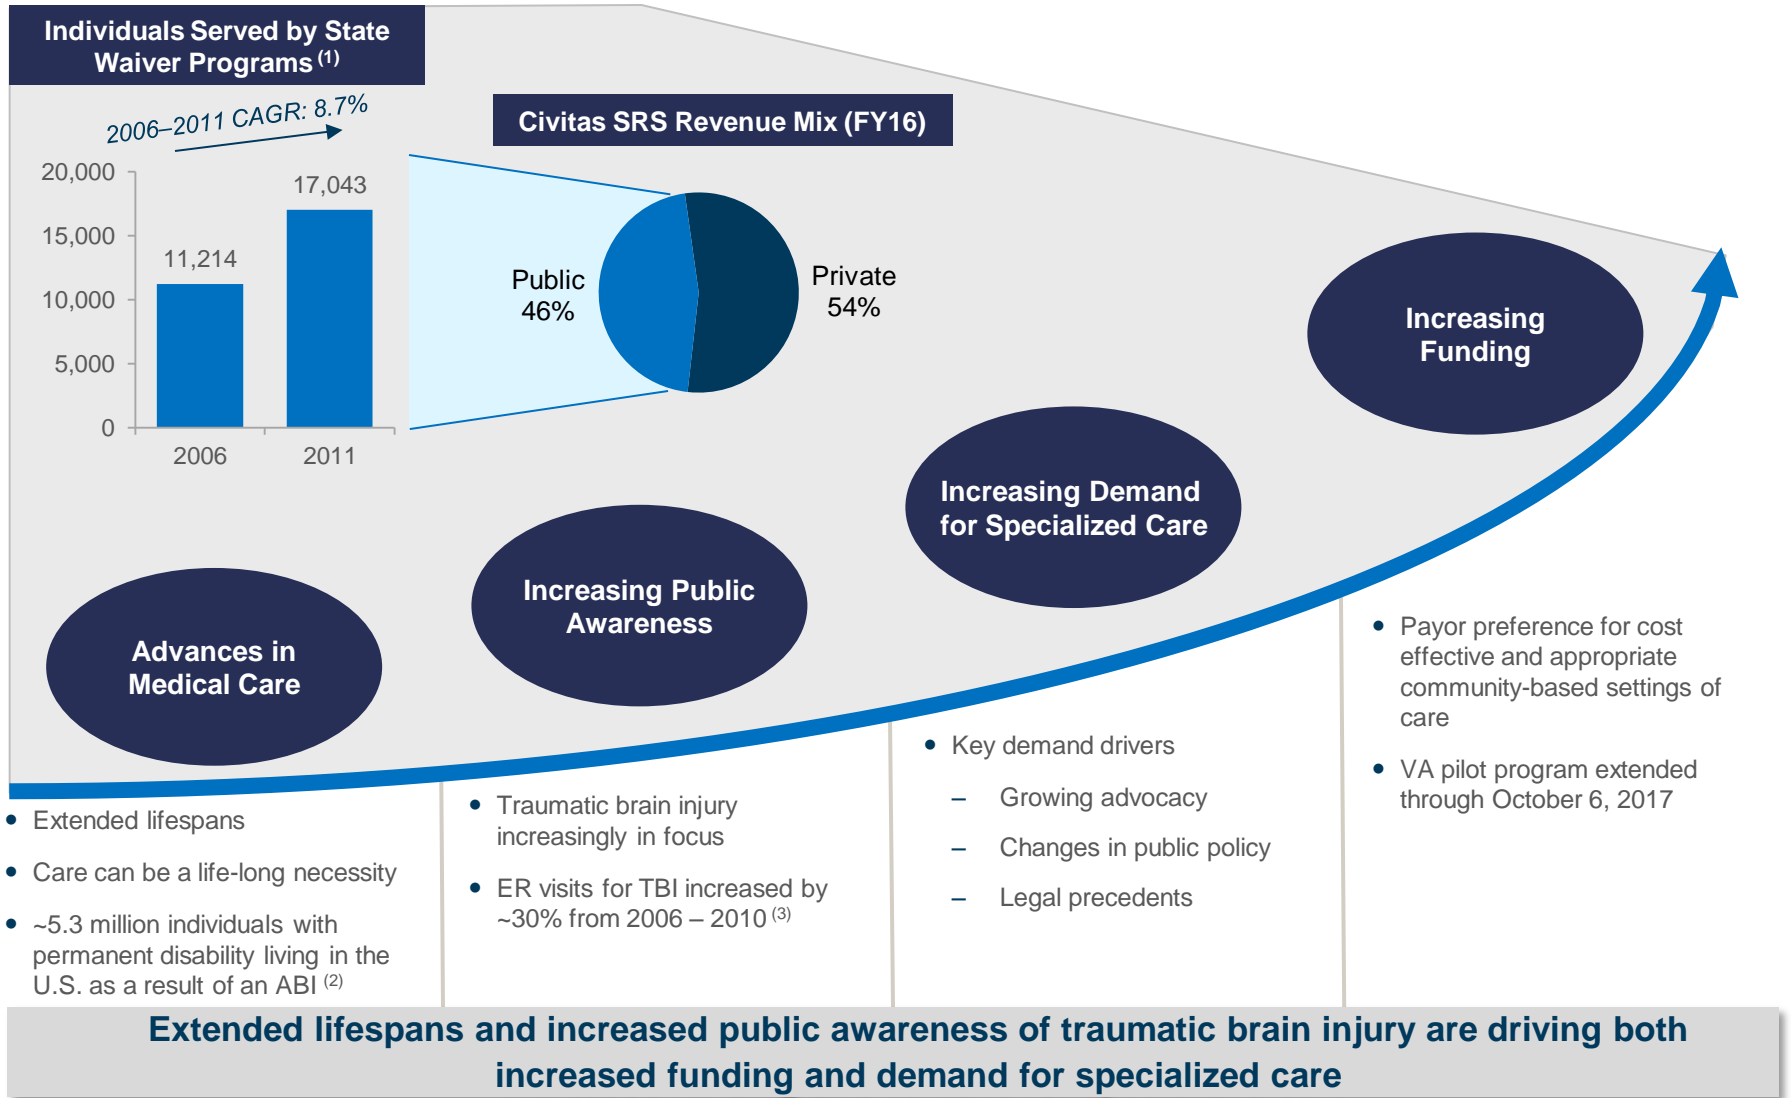 Individuals Served by State
Waiver Programs (1)
2006–2011 CAGR: 8.7%
20,000
15,000
10,000
5,000
0
11,214
17,043
2006
2011
Civitas SRS Revenue Mix (FY16)
Public
46%
Private
54%
Advances in
Medical Care
Increasing Public
Awareness
Increasing Demand
for Specialized Care
Increasing
Funding
• Extended lifespans
• Care can be a life-long necessity
• ~5.3 million individuals with
permanent disability living in the
U.S. as a result of an ABI (2)
• Traumatic brain injury
increasingly in focus
• ER visits for TBI increased by
~30% from 2006 – 2010 (3)
• Key demand drivers
– Growing advocacy
– Changes in public policy
– Legal precedents
• Payor preference for cost
effective and appropriate
community-based settings of
care
• VA pilot program extended
through October 6, 2017
Extended lifespans and increased public awareness of traumatic brain injury are driving both
increased funding and demand for specialized care